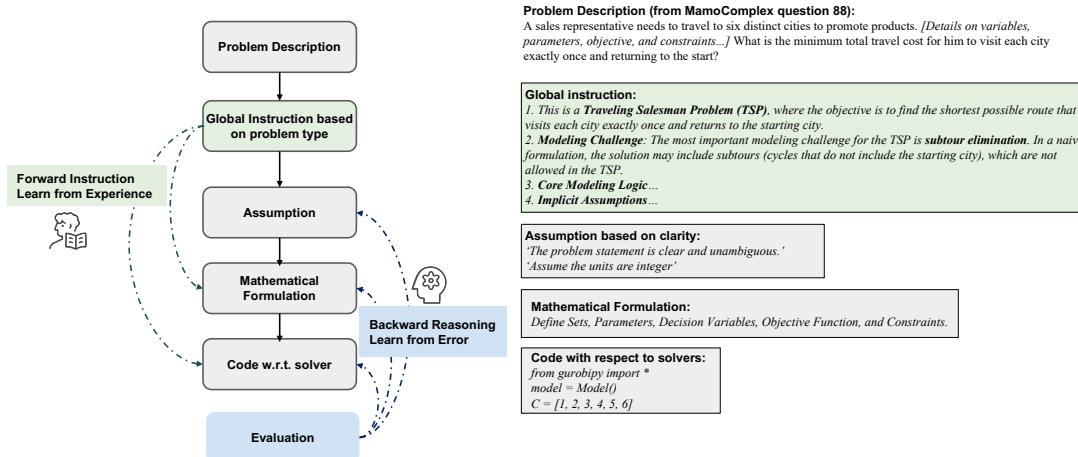 Problem Description
Global Instruction based
on problem type
Forward Instruction
Learn from Experience
Assumption
Mathematical
Formulation
Backward Reasoning
Learn from Error
Code w.r.t. solver
Evaluation
Problem Description (from MamoComplex question 88):
A sales representative needs to travel to six distinct cities to promote products. [Details on variables,
parameters, objective, and constraints...] What is the minimum total travel cost for him to visit each city
exactly once and returning to the start?
Global instruction:
1. This is a Traveling Salesman Problem (TSP), where the objective is to find the shortest possible route that
visits each city exactly once and returns to the starting city.
2. Modeling Challenge: The most important modeling challenge for the TSP is subtour elimination. In a naiv
formulation, the solution may include subtours (cycles that do not include the starting city), which are not
allowed in the TSP.
3. Core Modeling Logic...
4. Implicit Assumptions...
Assumption based on clarity:
‘The problem statement is clear and unambiguous.’
‘Assume the units are integer’
Mathematical Formulation:
Define Sets, Parameters, Decision Variables, Objective Function, and Constraints.
Code with respect to solvers:
from gurobipy import *
model = Model()
C = [1, 2, 3, 4, 5, 6]